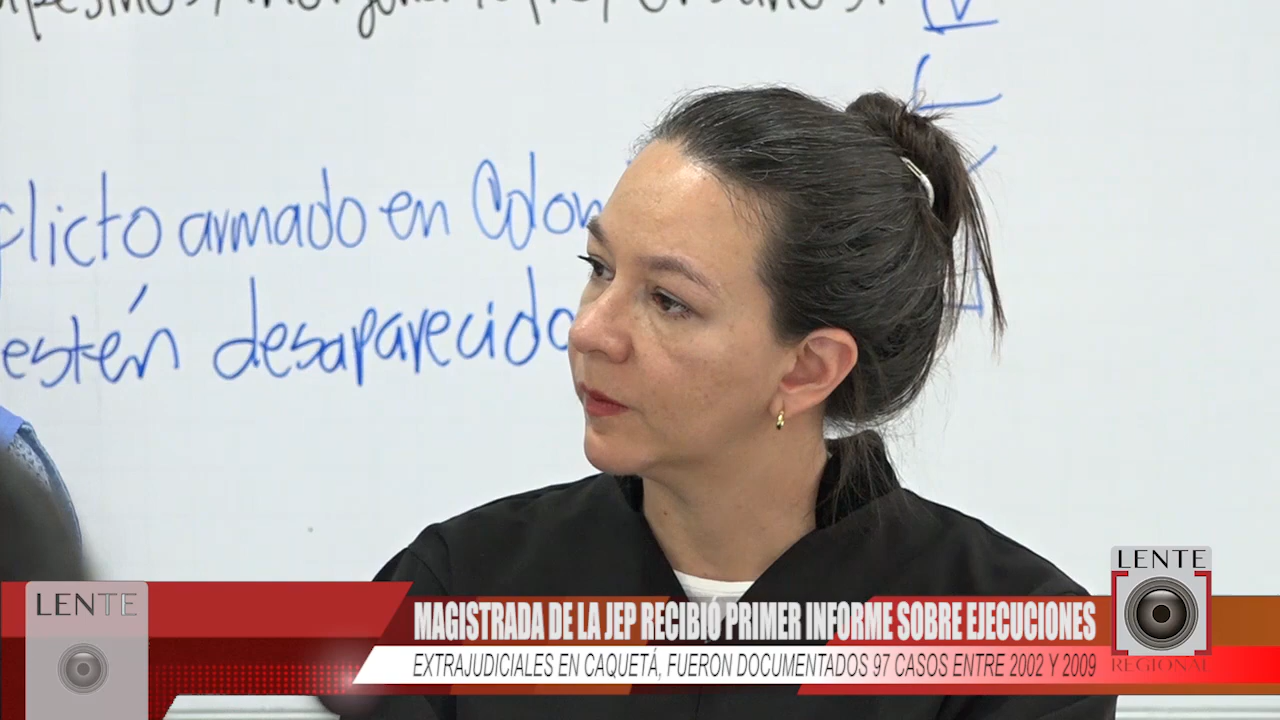 flicto armado en Colom
estén desaparecido
LENTE
REGIONAL
LENTE
MAGISTRADA DE LA JEP RECIBIÓ PRIMER INFORME SOBRE EJECUCIONES
EXTRAJUDICIALES EN CAQUETÁ, FUERON DOCUMENTADOS 97 CASOS ENTRE 2002 Y 2009